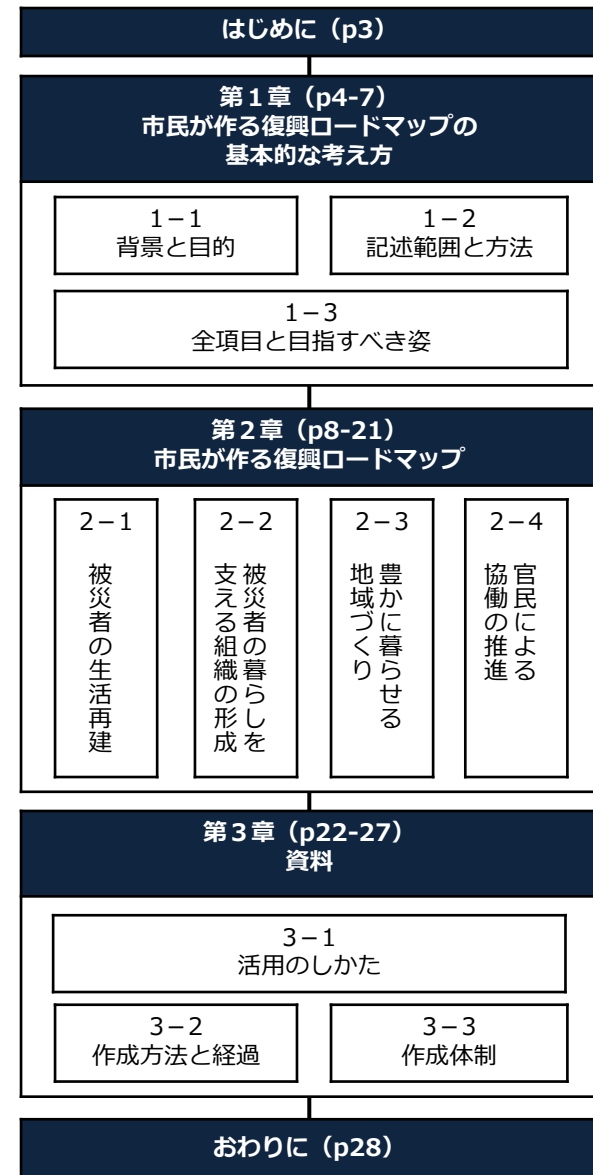 はじめに（p3）
第１章（p4-7）
市民が作る復興ロードマップの
基本的な考え方
１−１
背景と目的
１−２
記述範囲と方法
１−３
全項目と目指すべき姿
第２章（p8-21）
市民が作る復興ロードマップ
２−１
被災者の生活再建
２−２
被災者の暮らしを
支える組織の形成
２−３
豊かに暮らせる
地域づくり
２−４
官民による
協働の推進
第３章（p22-27）
資料
３−１
活用のしかた
３−２
作成方法と経過
３−３
作成体制
おわりに（p28）